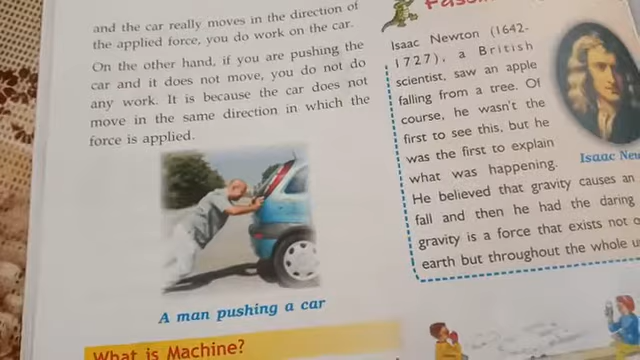 and the car really moves in the direction of
the applied force, you do work on the car.
On the other hand, if you are pushing the
car and it does not move, you do not do
any work. It is because the car does not
move in the same direction in which the
force is applied.
A man pushing a car
What is Machine?
Isaac Newton (1642-
1727), a British
scientist, saw an apple
falling from a tree. Of
course, he wasn't the
first to see this, but he
was the first to explain
what was happening.
He believed that gravity causes an
fall and then he had the daring
gravity is a force that exists not
earth but throughout the whole
Isaac